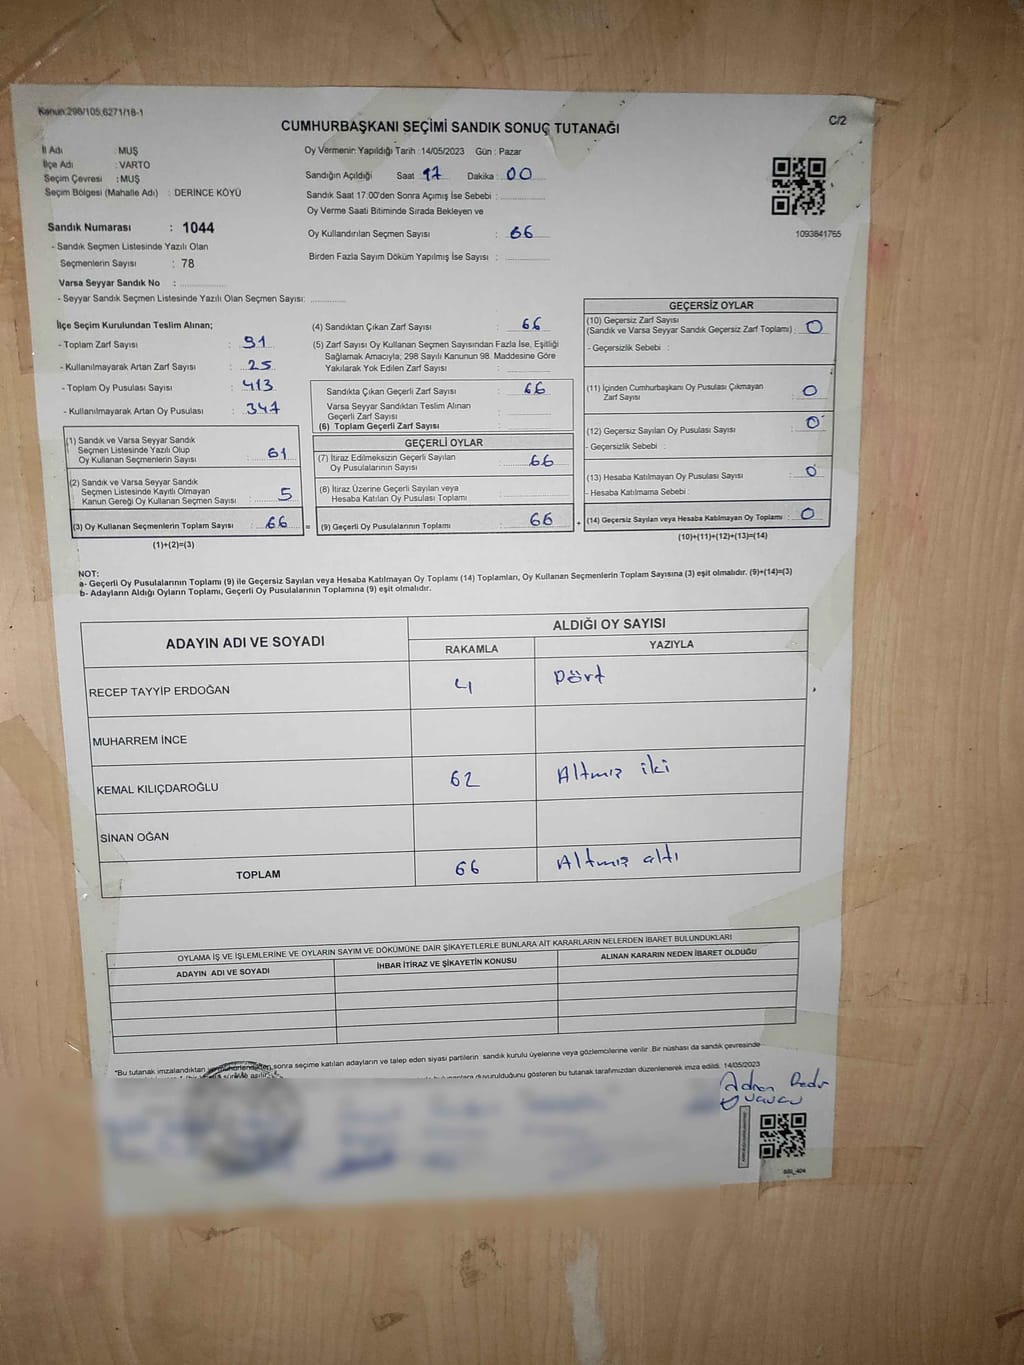 Kanun:298/105,6271/18-1
C/2
CUMHURBAŞKANI SEÇİMİ SANDIK SONUÇ TUTANAĞI
İl Adı : MUŞ
İlçe Adı : VARTO
Seçim Çevresi : MUŞ
Seçim Bölgesi (Mahalle Adı) : DERİNCE KÖYÜ
Sandık Numarası : 1044
- Sandık Seçmen Listesinde Yazılı Olan
Seçmenlerin Sayısı : 78
Varsa Seyyar Sandık No :
- Seyyar Sandık Seçmen Listesinde Yazılı Olan Seçmen Sayısı:
Oy Vermenin Yapıldığı Tarih : 14/05/2023 Gün : Pazar
Sandığın Açıldığı Saat 17 Dakika : 00
Sandık Saat 17:00'den Sonra Açımış İse Sebebi :
Oy Verme Saati Bitiminde Sırada Bekleyen ve
Oy Kullandırılan Seçmen Sayısı : 66
Birden Fazla Sayım Döküm Yapılmış İse Sayısı :
1093841765
İlçe Seçim Kurulundan Teslim Alınan;
- Toplam Zarf Sayısı : 91
- Kullanılmayarak Artan Zarf Sayısı : 25
- Toplam Oy Pusulası Sayısı : 413
- Kullanılmayarak Artan Oy Pusulası : 347
(1) Sandık ve Varsa Seyyar Sandık
Seçmen Listesinde Yazılı Olup
Oy Kullanan Seçmenlerin Sayısı : 61
(2) Sandık ve Varsa Seyyar Sandık
Seçmen Listesinde Kayıtlı Olmayan
Kanun Gereği Oy Kullanan Seçmen Sayısı : 5
(3) Oy Kullanan Seçmenlerin Toplam Sayısı : 66 =
(1)+(2)=(3)
(4) Sandıktan Çıkan Zarf Sayısı : 66
(5) Zarf Sayısı Oy Kullanan Seçmen Sayısından Fazla İse, Eşitliği
Sağlamak Amacıyla; 298 Sayılı Kanunun 98. Maddesine Göre
Yakılarak Yok Edilen Zarf Sayısı :
Sandıkta Çıkan Geçerli Zarf Sayısı : 66
Varsa Seyyar Sandıktan Teslim Alınan
Geçerli Zarf Sayısı :
(6) Toplam Geçerli Zarf Sayısı :
GEÇERLİ OYLAR
(7) İtiraz Edilmeksizin Geçerli Sayılan
Oy Pusulalarının Sayısı : 66
(8) İtiraz Üzerine Geçerli Sayılan veya
Hesaba Katılan Oy Pusulası Toplamı :
(9) Geçerli Oy Pusulalarının Toplamı : 66 +
GEÇERSİZ OYLAR
(10) Geçersiz Zarf Sayısı
(Sandık ve Varsa Seyyar Sandık Geçersiz Zarf Toplamı) : 0
- Geçersizlik Sebebi :
(11) İçinden Cumhurbaşkanı Oy Pusulası Çıkmayan
Zarf Sayısı : 0
(12) Geçersiz Sayılan Oy Pusulası Sayısı : 0
- Geçersizlik Sebebi :
(13) Hesaba Katılmayan Oy Pusulası Sayısı : 0
- Hesaba Katılmama Sebebi :
(14) Geçersiz Sayılan veya Hesaba Katılmayan Oy Toplamı : 0
(10)+(11)+(12)+(13)=(14)
NOT:
a- Geçerli Oy Pusulalarının Toplamı (9) ile Geçersiz Sayılan veya Hesaba Katılmayan Oy Toplamı (14) Toplamları, Oy Kullanan Seçmenlerin Toplam Sayısına (3) eşit olmalıdır. (9)+(14)=(3)
b- Adayların Aldığı Oyların Toplamı, Geçerli Oy Pusulalarının Toplamına (9) eşit olmalıdır.
ADAYIN ADI VE SOYADI
ALDIĞI OY SAYISI
RAKAMLA YAZIYLA
RECEP TAYYİP ERDOĞAN 4 Dört
MUHARREM İNCE
KEMAL KILIÇDAROĞLU 62 Altmış iki
SİNAN OĞAN
TOPLAM 66 Altmış altı
OYLAMA İŞ VE İŞLEMLERİNE VE OYLARIN SAYIM VE DÖKÜMÜNE DAİR ŞİKAYETLERLE BUNLARA AİT KARARLARIN NELERDEN İBARET BULUNDUKLARI
ADAYIN ADI VE SOYADI İHBAR İTİRAZ VE ŞİKAYETİN KONUSU ALINAN KARARIN NEDEN İBARET OLDUĞU
"Bu tutanak imzalandıktan sonra seçime katılan adayların ve talep eden siyasi partilerin sandık kurulu üyelerine veya gözlemcilerine verilir. Bir nüshası da sandık çevresinde
duyurulduğunu gösteren bu tutanak tarafımızdan düzenlenerek imza edildi. 14/05/2023